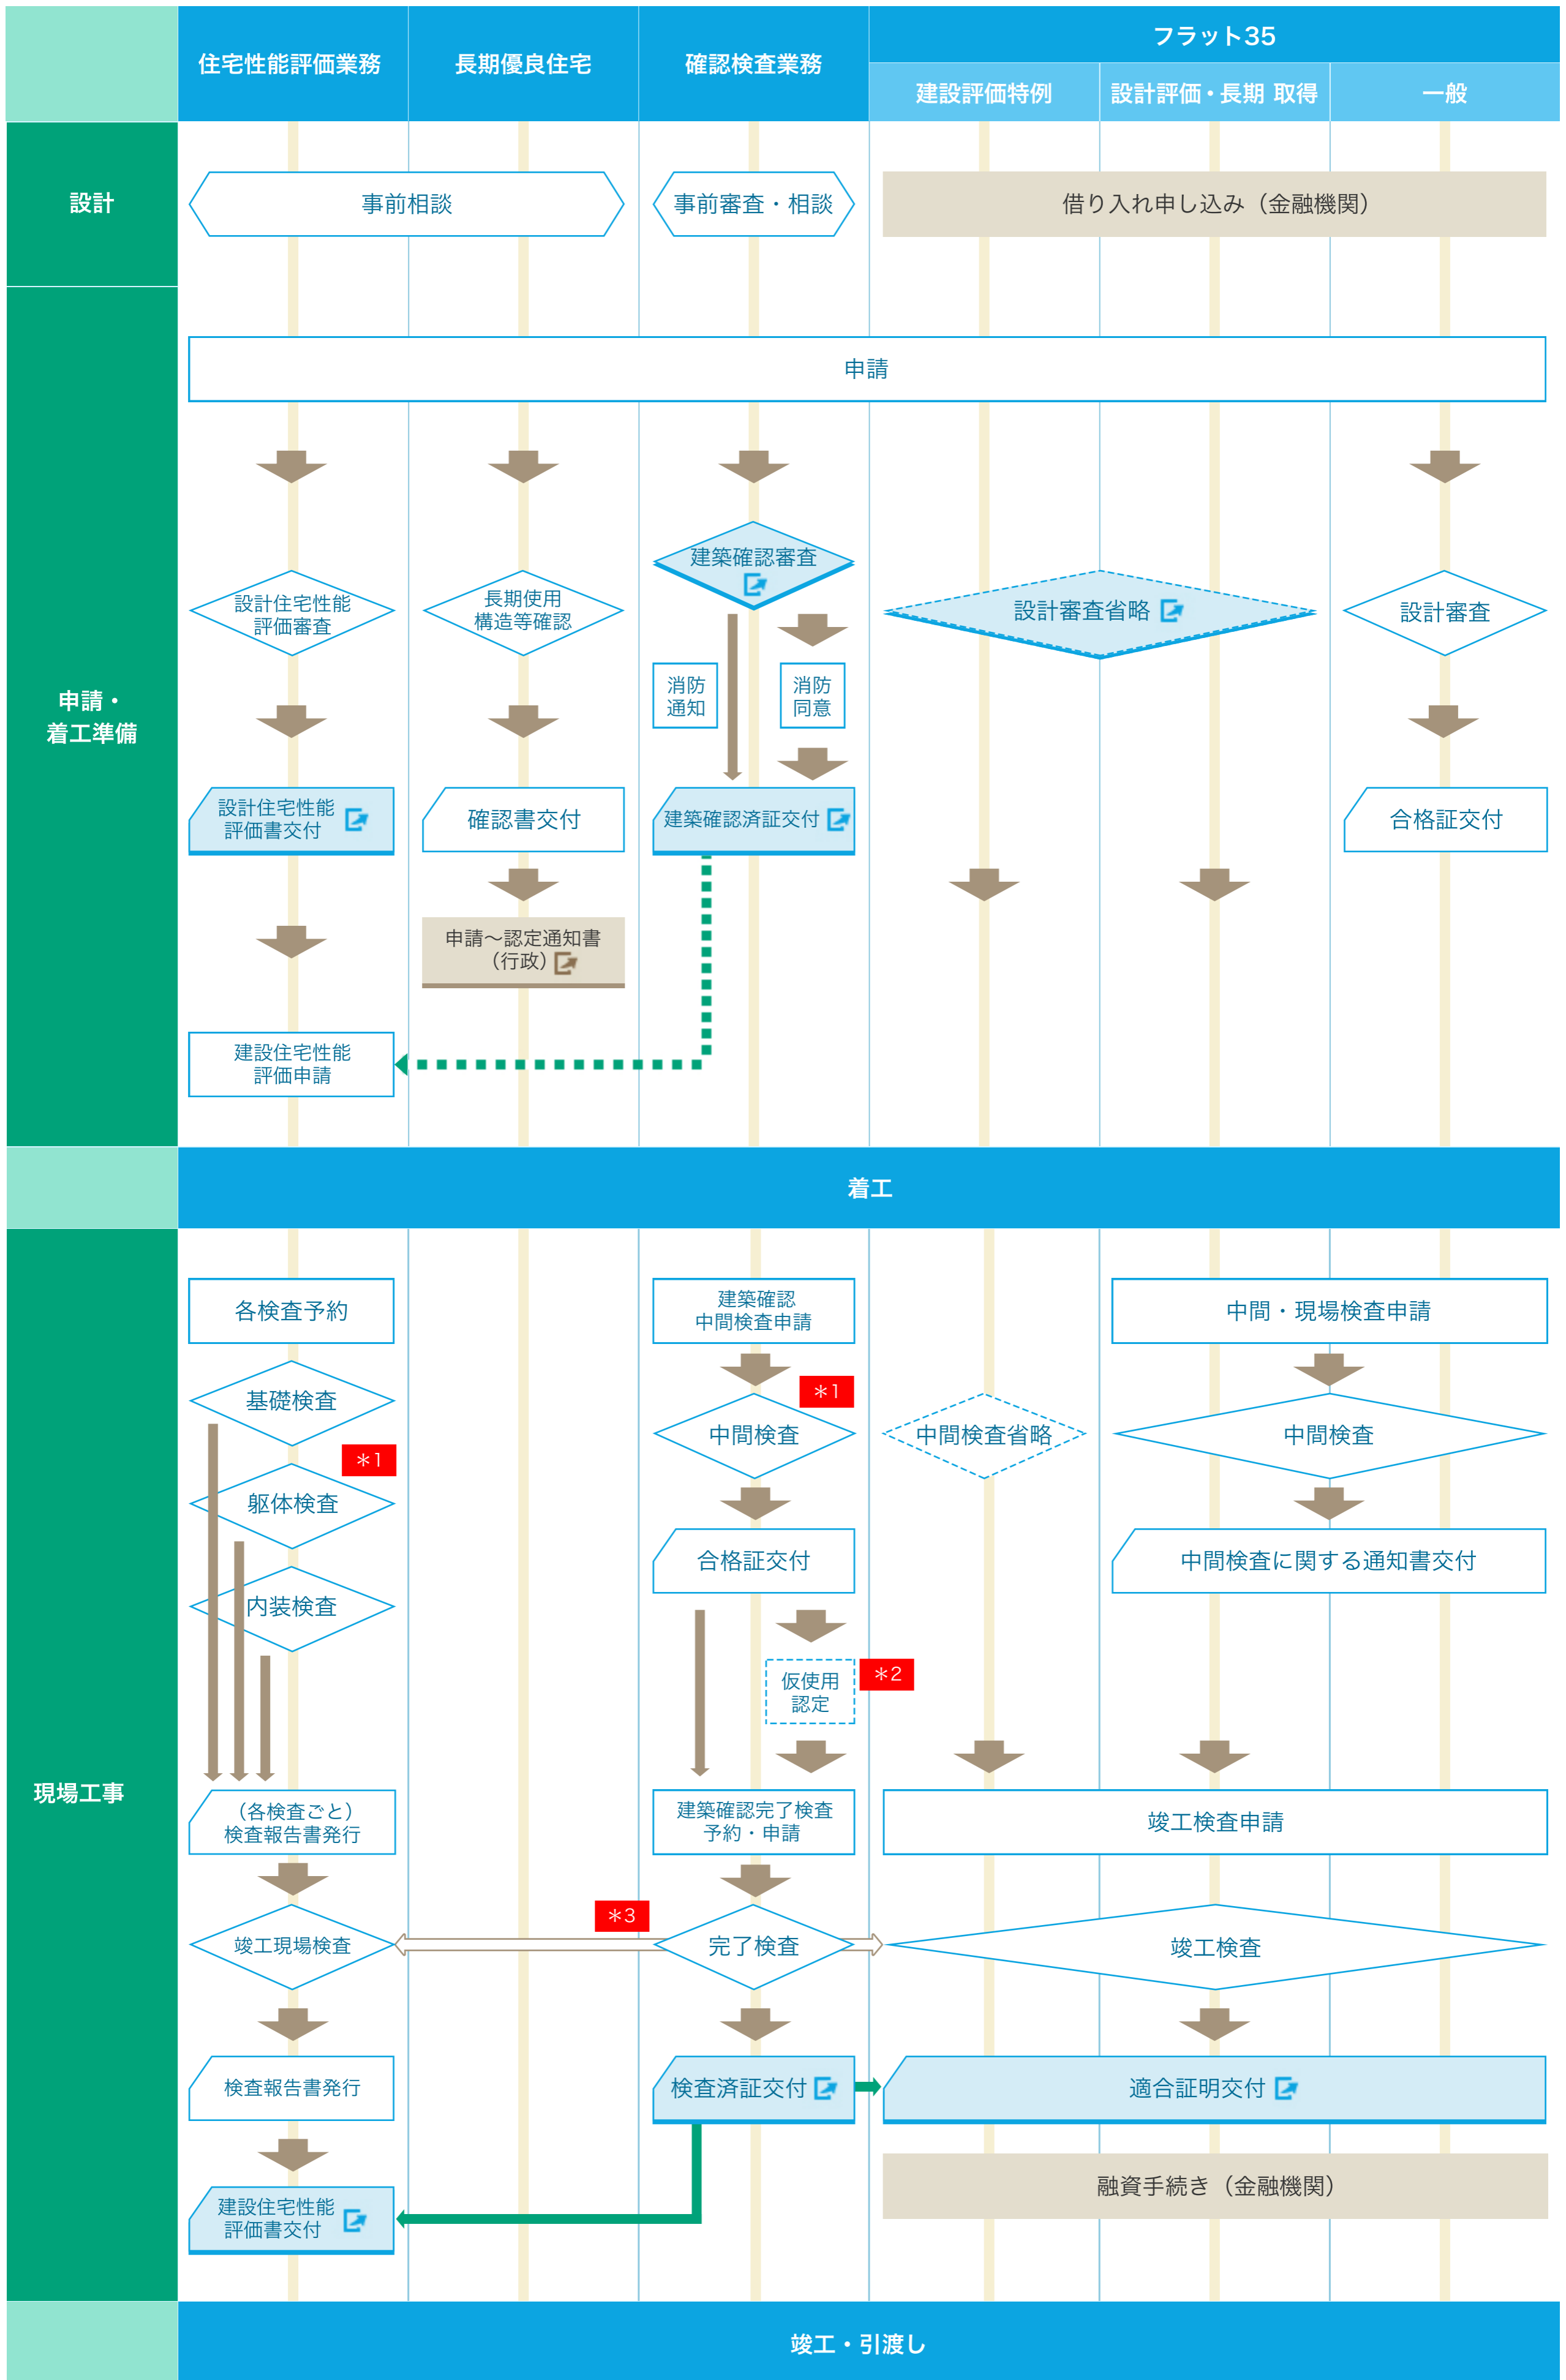 住宅性能評価業務
長期優良住宅
確認検査業務
フラット35
建設評価特例
設計評価・長期 取得
一般
設計
事前相談
事前審査・相談
借り入れ申し込み（金融機関）
申請・
着工準備
申請
設計住宅性能
評価審査
長期使用
構造等確認
建築確認審査
設計審査省略
設計審査
消防
通知
消防
同意
設計住宅性能
評価書交付
確認書交付
建築確認済証交付
合格証交付
申請〜認定通知書
（行政）
建設住宅性能
評価申請
着工
現場工事
各検査予約
建築確認
中間検査申請
中間・現場検査申請
基礎検査
＊1
中間検査
中間検査省略
中間検査
＊1
躯体検査
合格証交付
中間検査に関する通知書交付
内装検査
仮使用
認定
＊2
（各検査ごと）
検査報告書発行
建築確認完了検査
予約・申請
竣工検査申請
＊3
竣工現場検査
完了検査
竣工検査
検査報告書発行
検査済証交付
適合証明交付
融資手続き（金融機関）
建設住宅性能
評価書交付
竣工・引渡し